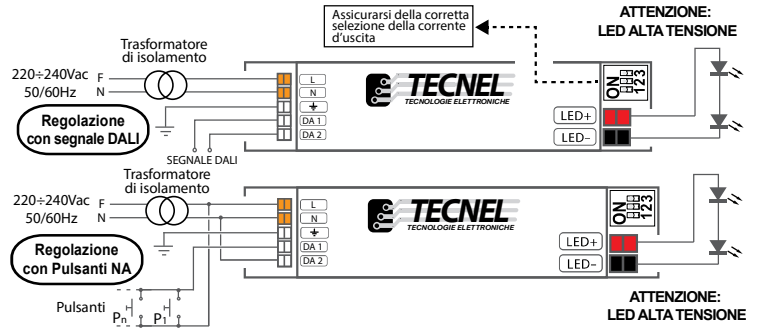 Assicurarsi della corretta
selezione della corrente
d'uscita
ATTENZIONE:
LED ALTA TENSIONE
Trasformatore
di isolamento
220÷240Vac F
50/60Hz N
Regolazione
con segnale DALI
L
N
DA 1
DA 2
SEGNALE DALI
TECNEL
TECNOLOGIE ELETTRONICHE
ON
123
LED+
LED-
Trasformatore
di isolamento
220÷240Vac F
50/60Hz N
Regolazione
con Pulsanti NA
L
N
DA 1
DA 2
Pulsanti
Pn P1
TECNEL
TECNOLOGIE ELETTRONICHE
ON
123
LED+
LED-
ATTENZIONE:
LED ALTA TENSIONE